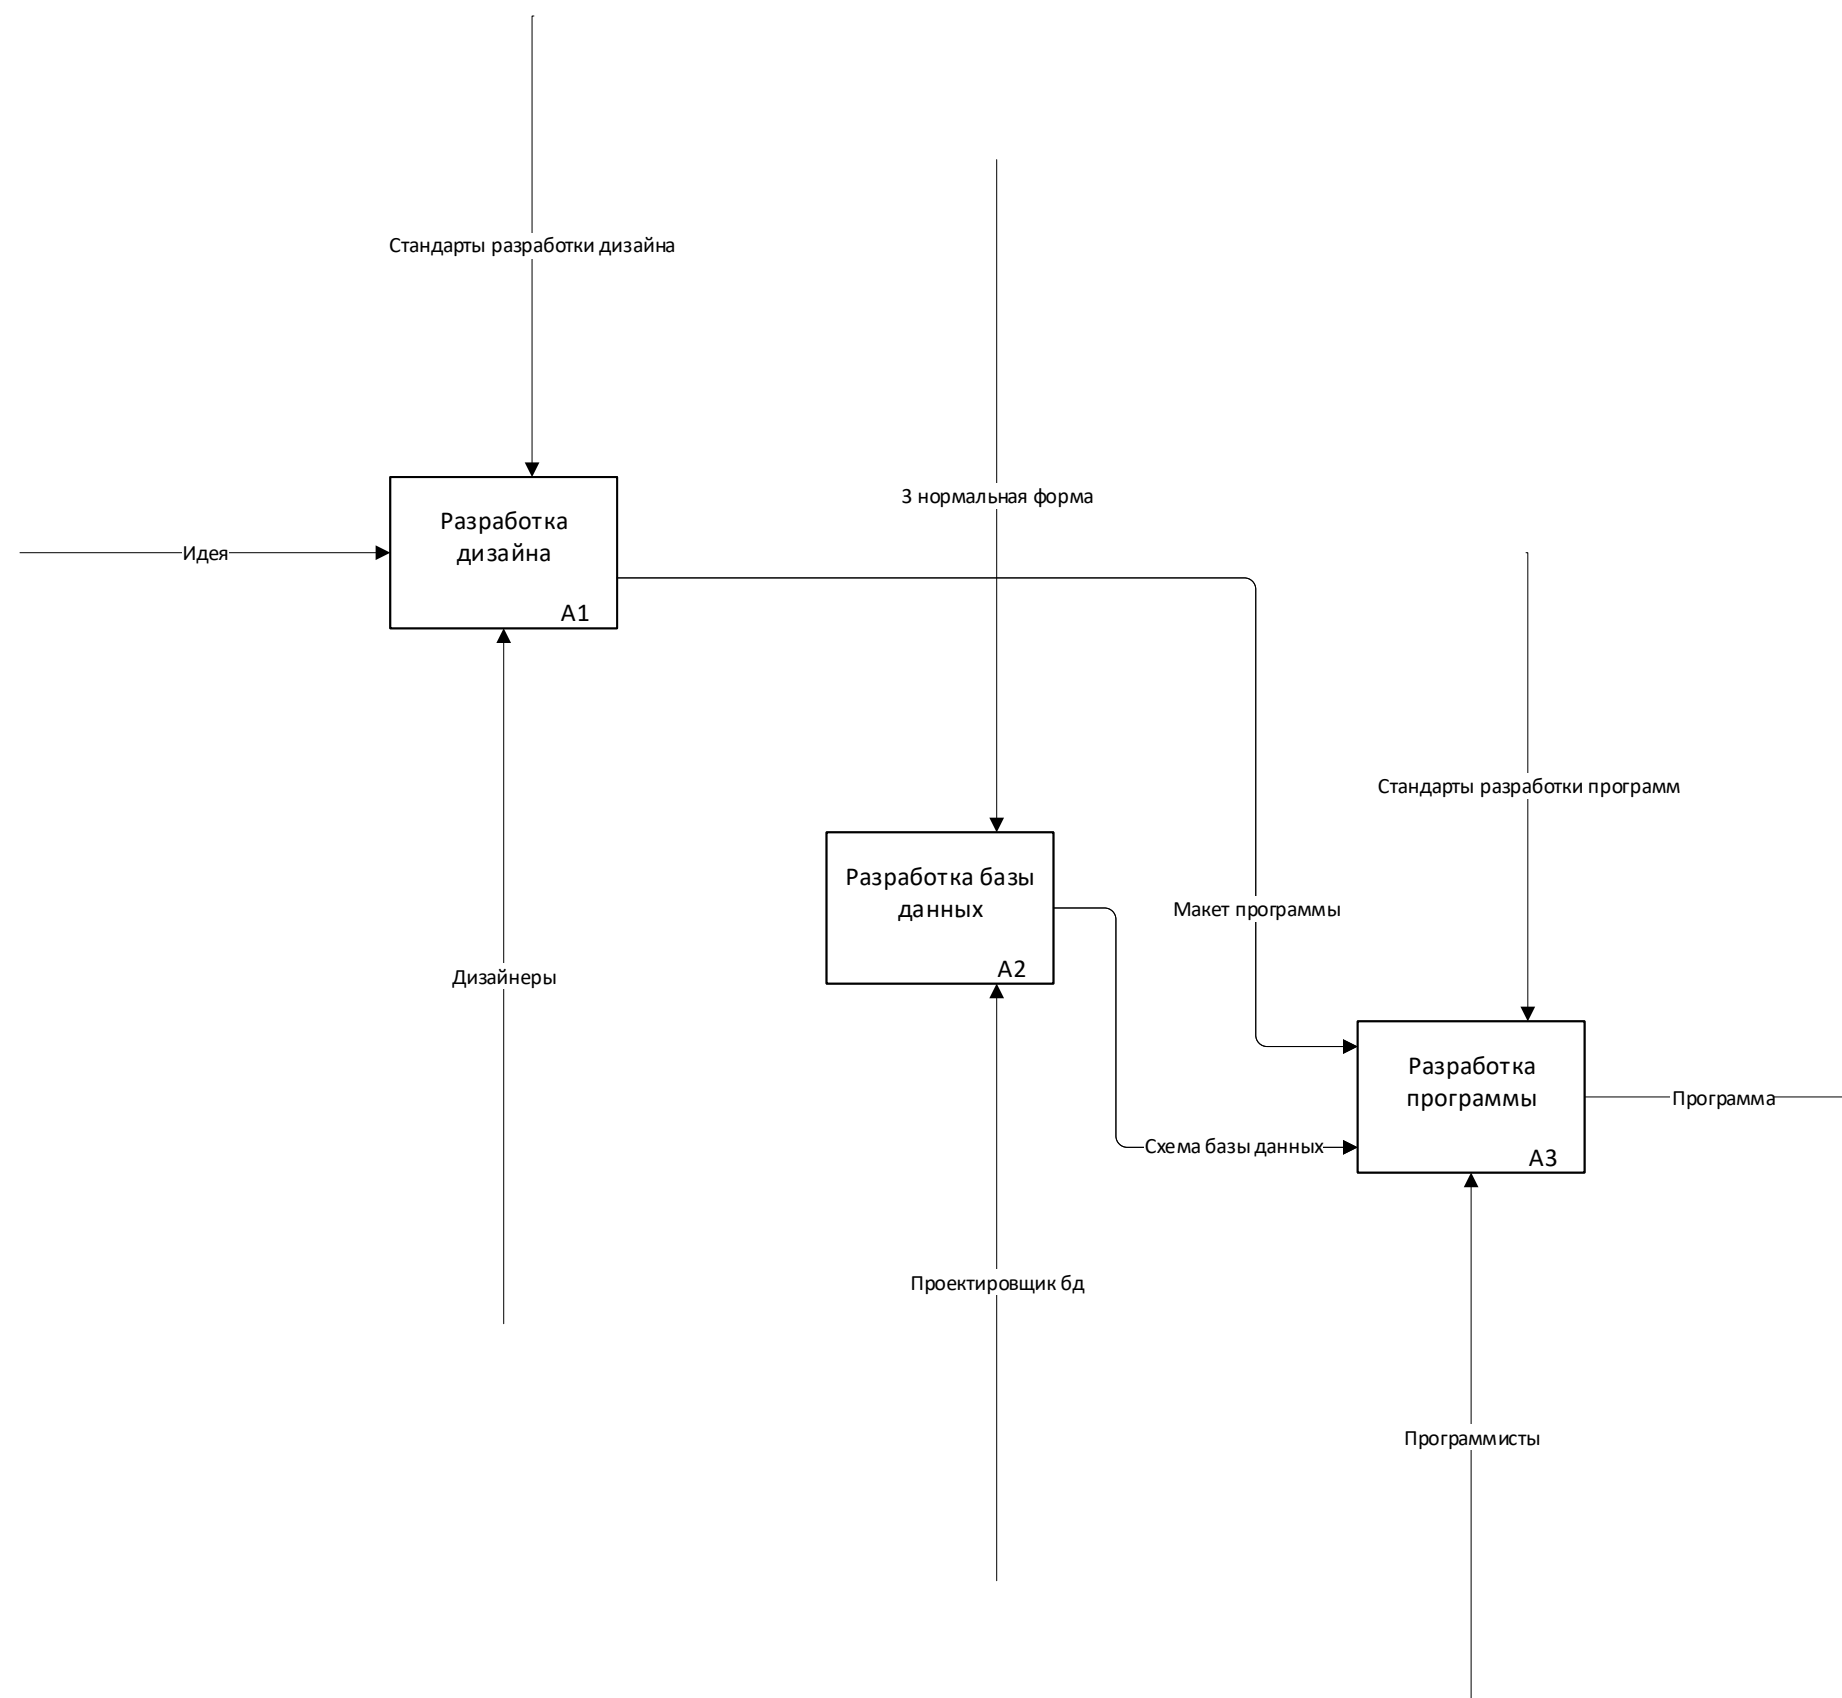 Стандарты разработки дизайна
3 нормальная форма
Разработка
дизайна
A1
Идея
Стандарты разработки программ
Разработка базы
данных
A2
Макет программы
Дизайнеры
Разработка
программы
A3
Программа
Схема базы данных
Проектировщик бд
Программисты